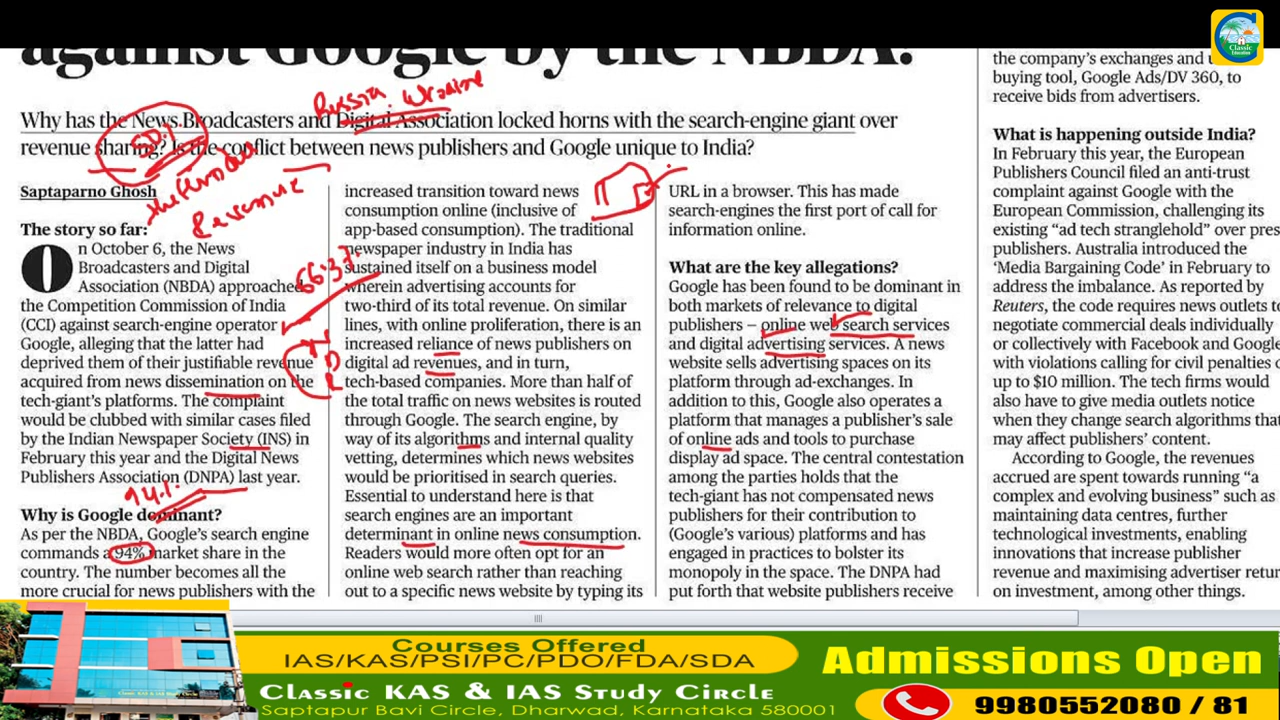 against Google by the NBDA?
Why has the News Broadcasters and Digital Association locked horns with the search-engine giant over
revenue sharing? Is the conflict between news publishers and Google unique to India?
Russia Ukraine
50%
Revenue
Saptaparno Ghosh
The story so far:
On October 6, the News
Broadcasters and Digital
Association (NBDA) approached
the Competition Commission of India
(CCI) against search-engine operator
Google, alleging that the latter had
deprived them of their justifiable revenue
acquired from news dissemination on the
tech-giant's platforms. The complaint
would be clubbed with similar cases filed
by the Indian Newspaper Society (INS) in
February this year and the Digital News
Publishers Association (DNPA) last year.
94%
Why is Google dominant?
As per the NBDA, Google's search engine
commands a 94% market share in the
country. The number becomes all the
more crucial for news publishers with the
66.3%
increased transition toward news
consumption online (inclusive of
app-based consumption). The traditional
newspaper industry in India has
sustained itself on a business model
wherein advertising accounts for
two-third of its total revenue. On similar
lines, with online proliferation, there is an
increased reliance of news publishers on
digital ad revenues, and in turn,
tech-based companies. More than half of
the total traffic on news websites is routed
through Google. The search engine, by
way of its algorithms and internal quality
vetting, determines which news websites
would be prioritised in search queries.
Essential to understand here is that
search engines are an important
determinant in online news consumption.
Readers would more often opt for an
online web search rather than reaching
out to a specific news website by typing its
URL in a browser. This has made
search-engines the first port of call for
information online.
What are the key allegations?
Google has been found to be dominant in
both markets of relevance to digital
publishers – online web search services
and digital advertising services. A news
website sells advertising spaces on its
platform through ad-exchanges. In
addition to this, Google also operates a
platform that manages a publisher's sale
of online ads and tools to purchase
display ad space. The central contestation
among the parties holds that the
tech-giant has not compensated news
publishers for their contribution to
(Google's various) platforms and has
engaged in practices to bolster its
monopoly in the space. The DNPA had
put forth that website publishers receive
the company's exchanges and
buying tool, Google Ads/DV 360, to
receive bids from advertisers.
What is happening outside India?
In February this year, the European
Publishers Council filed an anti-trust
complaint against Google with the
European Commission, challenging its
existing "ad tech stranglehold" over pres
publishers. Australia introduced the
'Media Bargaining Code' in February to
address the imbalance. As reported by
Reuters, the code requires news outlets to
negotiate commercial deals individually
or collectively with Facebook and Google
with violations calling for civil penalties o
up to $10 million. The tech firms would
also have to give media outlets notice
when they change search algorithms that
may affect publishers' content.
According to Google, the revenues
accrued are spent towards running "a
complex and evolving business" such as
maintaining data centres, further
technological investments, enabling
innovations that increase publisher
revenue and maximising advertiser retur
on investment, among other things.
Classic
Education
Courses Offered
IAS/KAS/PSI/PC/PDO/FDA/SDA
Classic KAS & IAS Study Circle
Saptapur Bavi Circle, Dharwad, Karnataka 580001
Admissions Open
9980552080 / 81